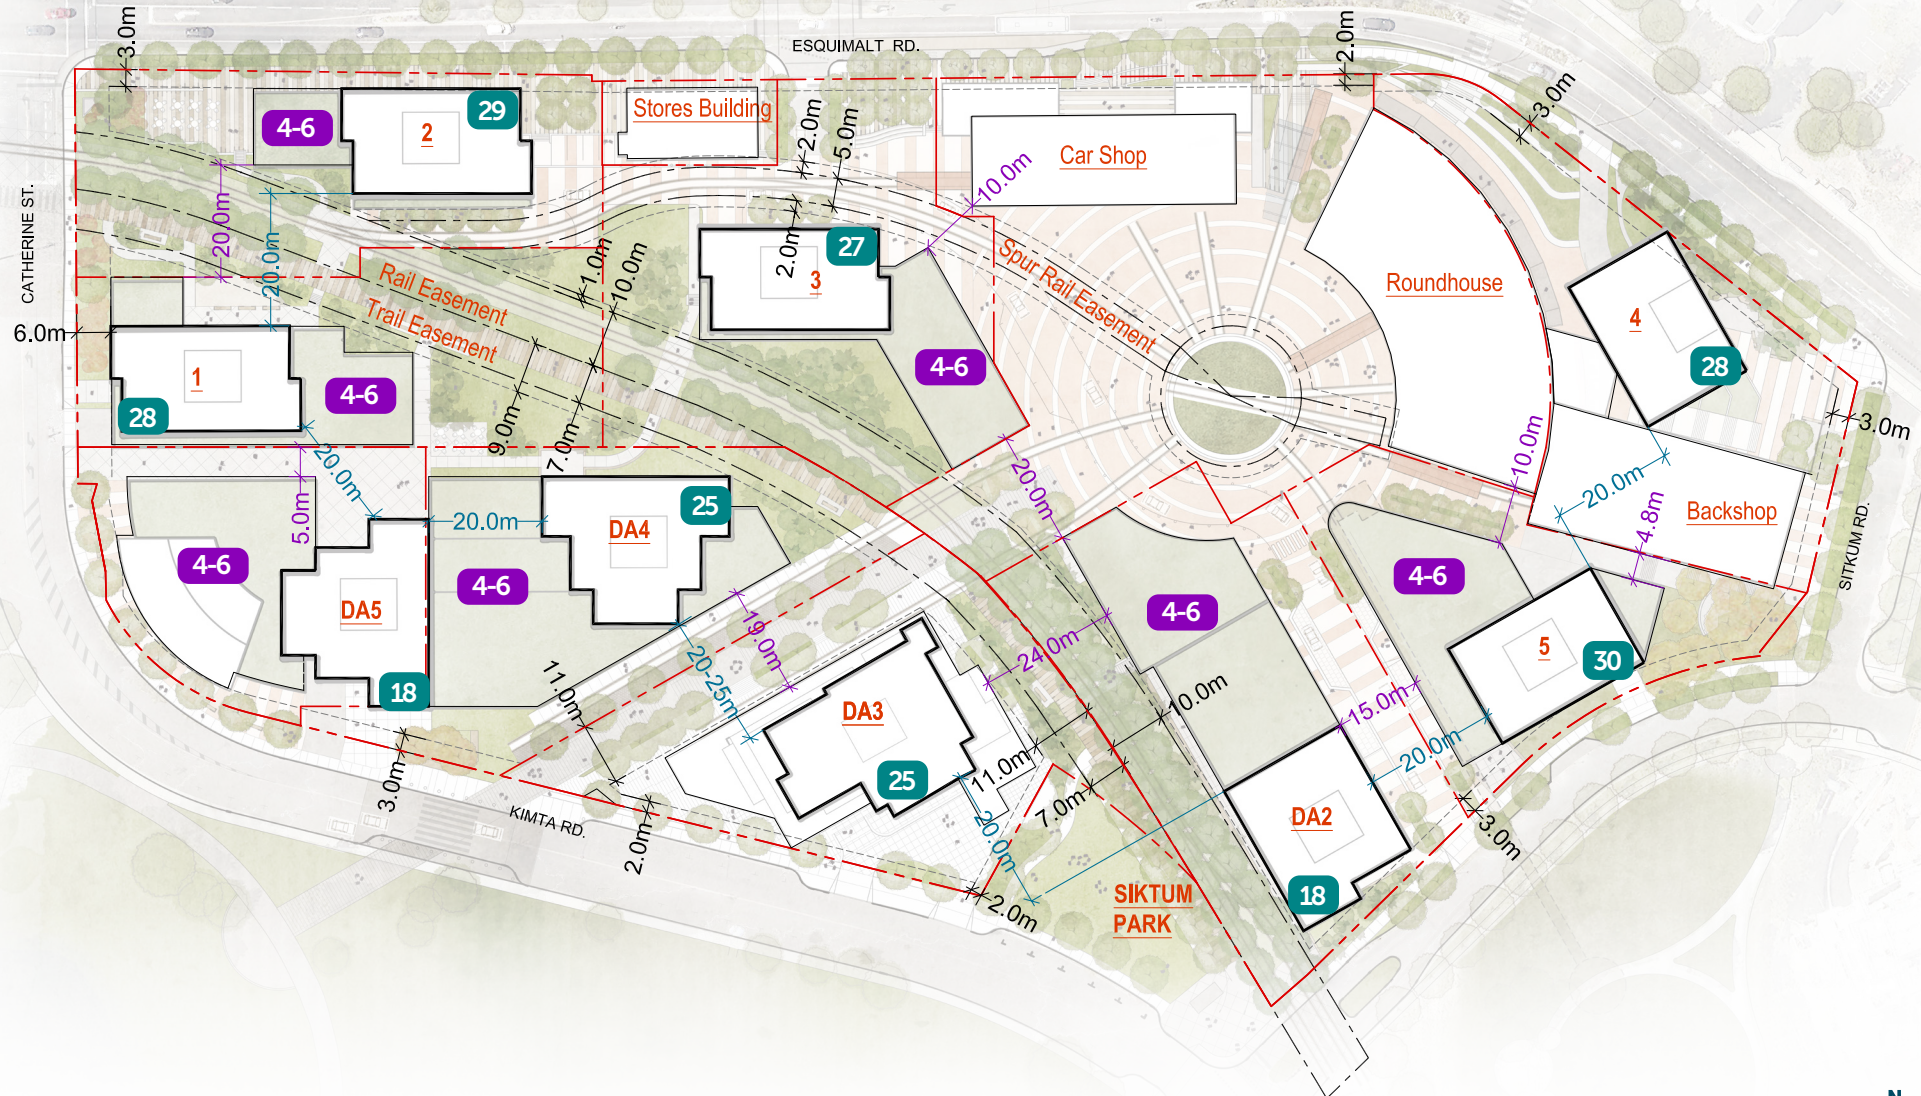 ESQUIMALT RD.
3.0m
2.0m
3.0m
29
4-6
2
Stores Building
2.0m
5.0m
Car Shop
10.0m
CATHERINE ST.
20.0m
20.0m
27
2.0m
3
1.0m
10.0m
Rail Easement
Trail Easement
Spur Rail Easement
Roundhouse
4
28
6.0m
1
4-6
28
4-6
9.0m
7.0m
3.0m
20.0m
5.0m
20.0m
DA4
25
20.0m
10.0m
20.0m
4.8m
Backshop
SITKUM RD.
4-6
DA5
18
4-6
19.0m
20-25m
11.0m
24.0m
4-6
4-6
5
30
DA3
25
10.0m
15.0m
20.0m
11.0m
7.0m
20.0m
3.0m
KIMTA RD.
2.0m
2.0m
SIKTUM
PARK
DA2
18
3.0m
N